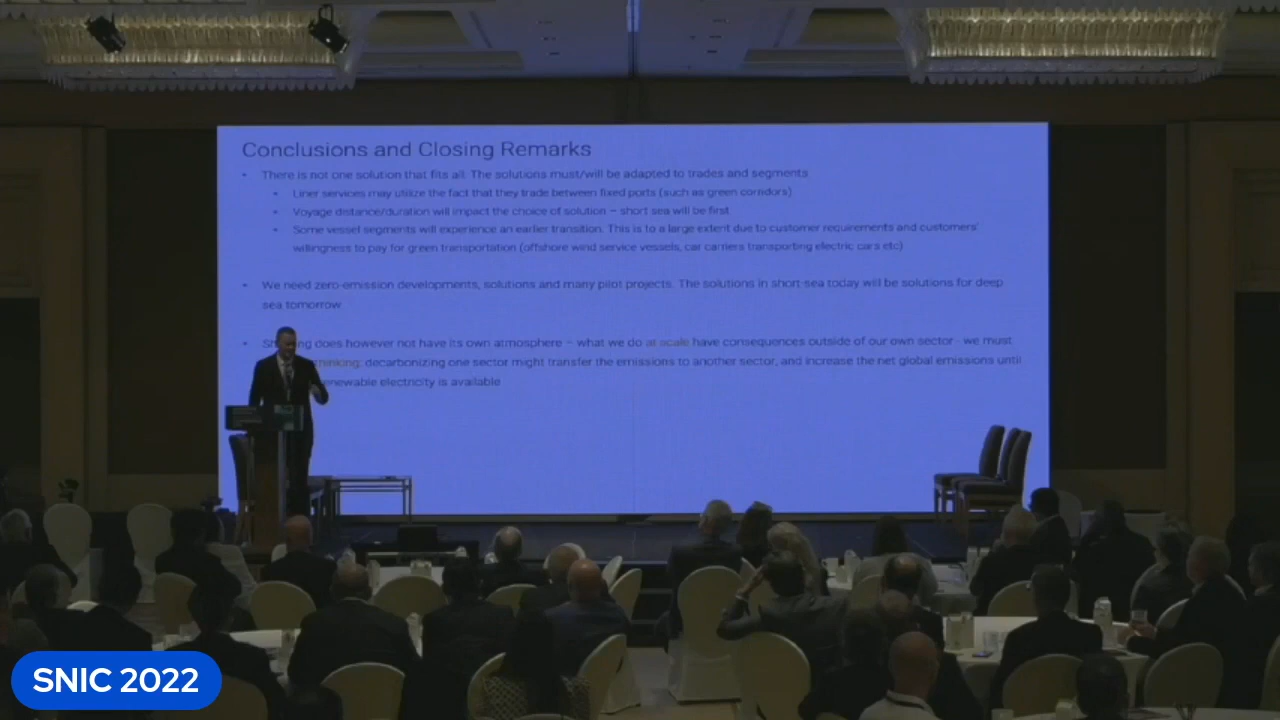 Conclusions and Closing Remarks
• There is not one solution that fits all. The solutions must/will be adapted to trades and segments
• Liner services may utilize the fact that they trade between fixed ports (such as green corridors)
• Voyage distance/duration will impact the choice of solution – short sea will be first
• Some vessel segments will experience an earlier transition. This is to a large extent due to customer requirements and customers'
willingness to pay for green transportation (offshore wind service vessels, car carriers transporting electric cars etc)
• We need zero-emission developments, solutions and many pilot projects. The solutions in short sea today will be solutions for deep
sea tomorrow
• does however not have its own atmosphere – what we do at scale have consequences outside of our own sector - we must
decarbonizing one sector might transfer the emissions to another sector, and increase the net global emissions until
electricity is available
SNIC 2022